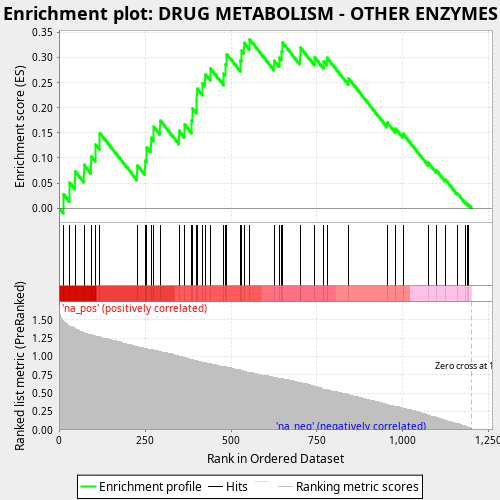 Enrichment plot: DRUG METABOLISM - OTHER ENZYMES
Enrichment score (ES)
0.35
0.30
0.25
0.20
0.15
0.10
0.05
0.00
'na_pos' (positively correlated)
Ranked list metric (PreRanked)
1.50
1.25
1.00
0.75
0.50
0.25
0.00
Zero cross at 1
'na_neg' (negatively correlated)
0
250
500
750
1,000
1,250
Rank in Ordered Dataset
Enrichment profile
Hits
Ranking metric scores